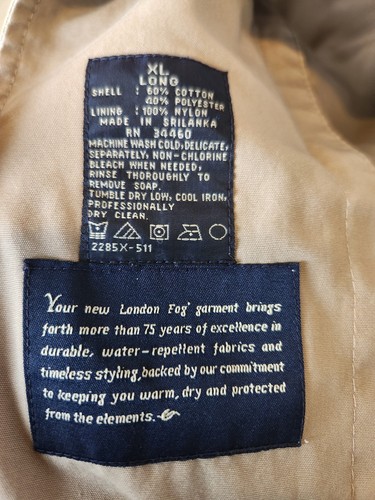 XL
LONG
SHELL : 60% COTTON
40% POLYESTER
LINING : 100% NYLON
MADE IN SRILANKA
RN 34460
MACHINE WASH COLD, DELICATE,
SEPARATELY, NON-CHLORINE
BLEACH WHEN NEEDED,
RINSE THOROUGHLY TO
REMOVE SOAP.
TUMBLE DRY LOW, COOL IRON,
PROFESSIONALLY
DRY CLEAN.
2285X-511
Your new London Fog® garment brings
forth more than 75 years of excellence in
durable, water-repellent fabrics and
timeless styling, backed by our commitment
to keeping you warm, dry and protected
from the elements.